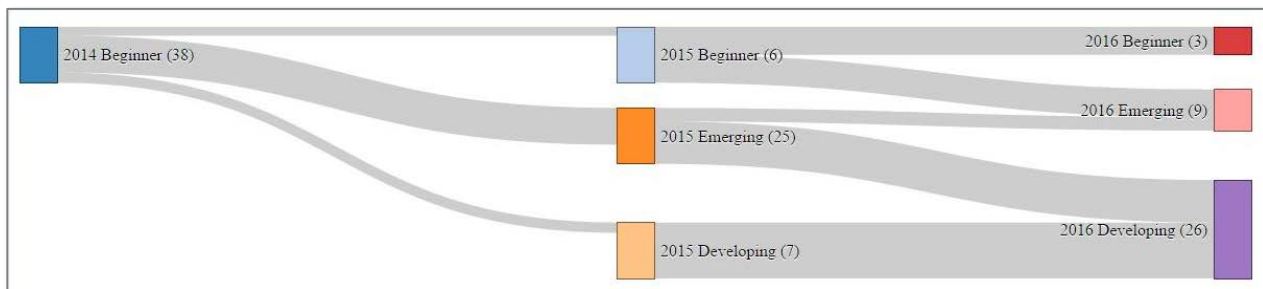 2014 Beginner (38)
2015 Beginner (6)
2015 Emerging (25)
2015 Developing (7)
2016 Beginner (3)
2016 Emerging (9)
2016 Developing (26)